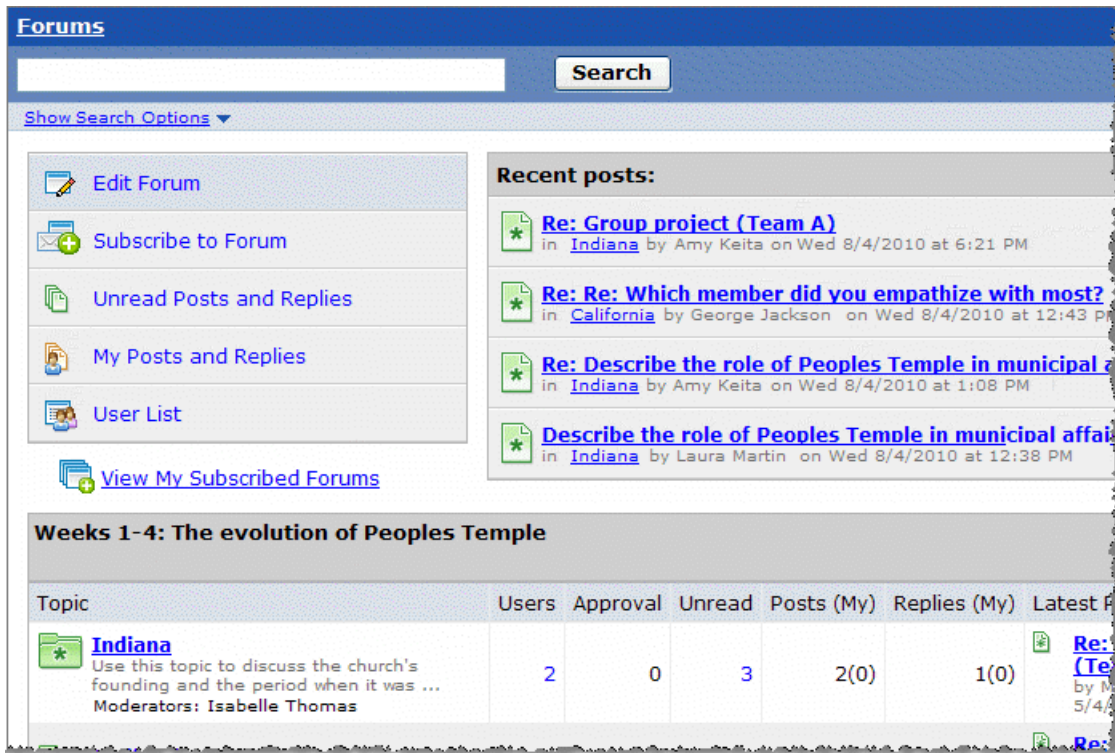 Forums
Search
Show Search Options
Edit Forum
Subscribe to Forum
Unread Posts and Replies
My Posts and Replies
User List
View My Subscribed Forums
Recent posts:
Re: Group project (Team A)
in Indiana by Amy Keita on Wed 8/4/2010 at 6:21 PM
Re: Re: Which member did you empathize with most?
in California by George Jackson on Wed 8/4/2010 at 12:43
Re: Describe the role of Peoples Temple in municipal
in Indiana by Amy Keita on Wed 8/4/2010 at 1:08 PM
Describe the role of Peoples Temple in municipal
in Indiana by Laura Martin on Wed 8/4/2010 at 12:38 PM
Weeks 1-4: The evolution of Peoples Temple
Topic Users Approval Unread Posts (My) Replies (My) Latest
Indiana
Use this topic to discuss the church's
founding and the period when it was ...
Moderators: Isabelle Thomas
2 0 3 2(0) 1(0)
Re:
(Te
by M
5/4/
Re: